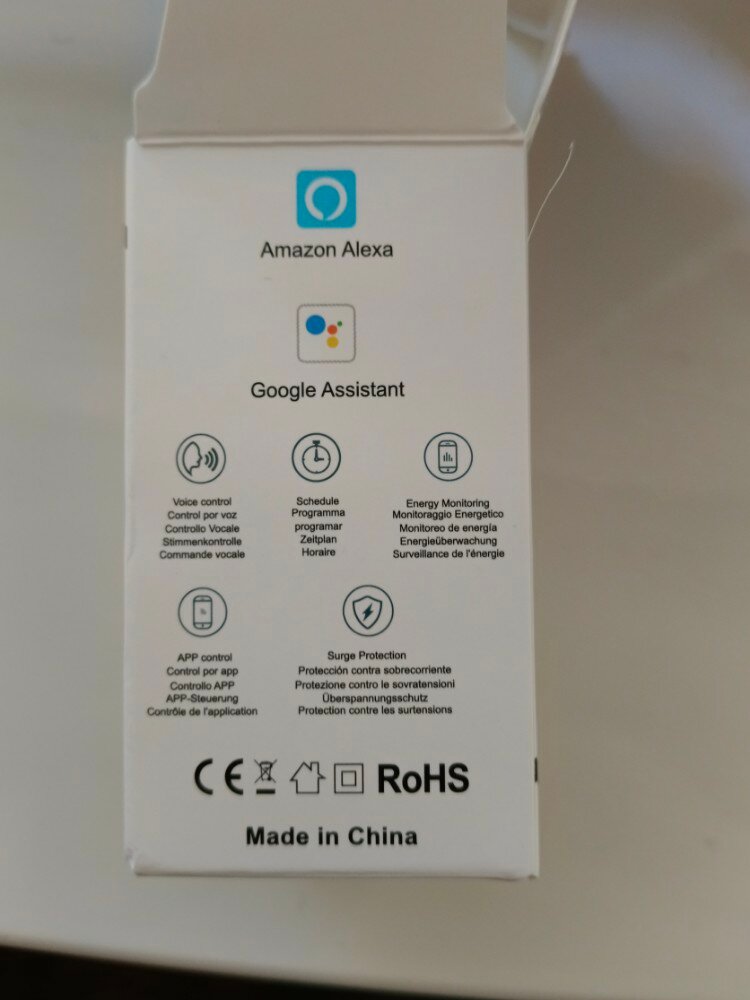 Amazon Alexa
Google Assistant
Voice control
Control por voz
Controllo Vocale
Stimmenkontrolle
Commande vocale
Schedule
Programma
programar
Zeitplan
Horaire
Energy Monitoring
Monitoraggio Energetico
Monitoreo de energía
Energieüberwachung
Surveillance de l'énergie
APP control
Control por app
Controllo APP
APP-Steuerung
Contrôle de l'application
Surge Protection
Protección contra sobrecorriente
Protezione contro le sovratensioni
Überspannungsschutz
Protection contre les surtensions
CE RoHS
Made in China